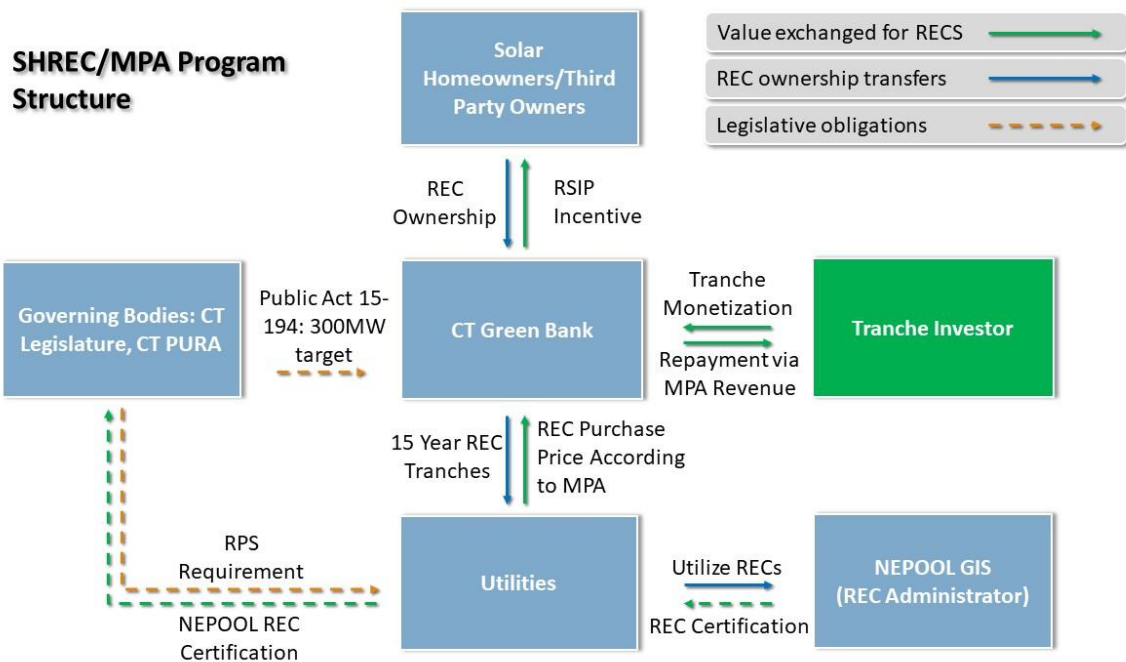 SHREC/MPA Program
Structure
Solar
Homeowners/Third
Party Owners
Value exchanged for RECS
REC ownership transfers
Legislative obligations
REC
Ownership
RSIP
Incentive
Governing Bodies: CT
Legislature, CT PURA
Public Act 15-
194: 300MW
target
CT Green Bank
Tranche
Monetization
Repayment via
MPA Revenue
Tranche Investor
15 Year REC
Tranches
REC Purchase
Price According
to MPA
RPS
Requirement
NEPOOL REC
Certification
Utilities
Utilize RECs
REC Certification
NEPOOL GIS
(REC Administrator)